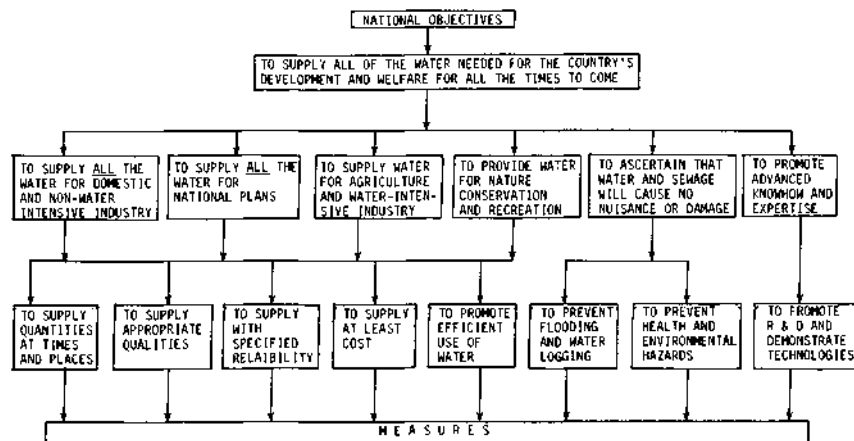 NATIONAL OBJECTIVES
TO SUPPLY ALL OF THE WATER NEEDED FOR THE COUNTRY'S
DEVELOPMENT AND WELFARE FOR ALL THE TIMES TO COME
TO SUPPLY ALL THE
WATER FOR DOMESTIC
AND NON-WATER
INTENSIVE INDUSTRY
TO SUPPLY ALL THE
WATER FOR
NATIONAL PLANS
TO SUPPLY WATER
FOR AGRICULTURE
AND WATER-INTEN-
SIVE INDUSTRY
TO PROVIDE WATER
FOR NATURE
CONSERVATION
AND RECREATION
TO ASCERTAIN THAT
WATER AND SEWAGE
WILL CAUSE NO
NUISANCE OR DAMAGE
TO PROMOTE
ADVANCED
KNOWHOW AND
EXPERTISE
TO SUPPLY
QUANTITIES
AT TIMES
AND PLACES
TO SUPPLY
APPROPRIATE
QUALITIES
TO SUPPLY
WITH
SPECIFIED
RELAIBILITY
TO SUPPLY
AT LEAST
COST
TO PROMOTE
EFFICIENT
USE OF
WATER
TO PREVENT
FLOODING
AND WATER
LOGGING
TO PREVENT
HEALTH AND
ENVIRONMENTAL
HAZARDS
TO PROMOTE
R & D AND
DEMONSTRATE
TECHNOLOGIES
MEASURES